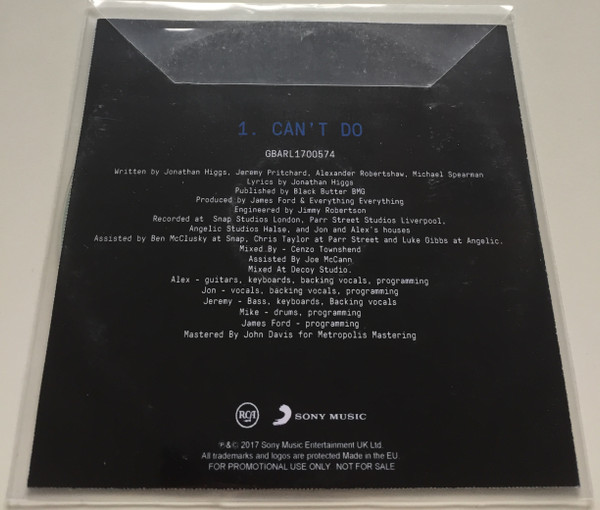 1. CAN'T DO
GBARL1700574
Written by Jonathan Higgs, Jeremy Pritchard, Alexander Robertshaw, Michael Spearman
Lyrics by Jonathan Higgs
Published by Black Butter BMG
Produced by James Ford & Everything Everything
Engineered by Jimmy Robertson
Recorded at Snap Studios London, Parr Street Studios Liverpool,
Angelic Studios Halse, and Jon and Alex's houses
Assisted by Ben McClusky at Snap, Chris Taylor at Parr Street and Luke Gibbs at Angelic.
Mixed By - Cenzo Townshend
Assisted By Joe McCann
Mixed At Decoy Studio.
Alex - guitars, keyboards, backing vocals, programming
Jon - vocals, backing vocals, programming
Jeremy - Bass, keyboards, Backing vocals
Mike - drums, programming
James Ford - programming
Mastered By John Davis for Metropolis Mastering
RCA SONY MUSIC
℗&© 2017 Sony Music Entertainment UK Ltd.
All trademarks and logos are protected Made in the EU.
FOR PROMOTIONAL USE ONLY NOT FOR SALE